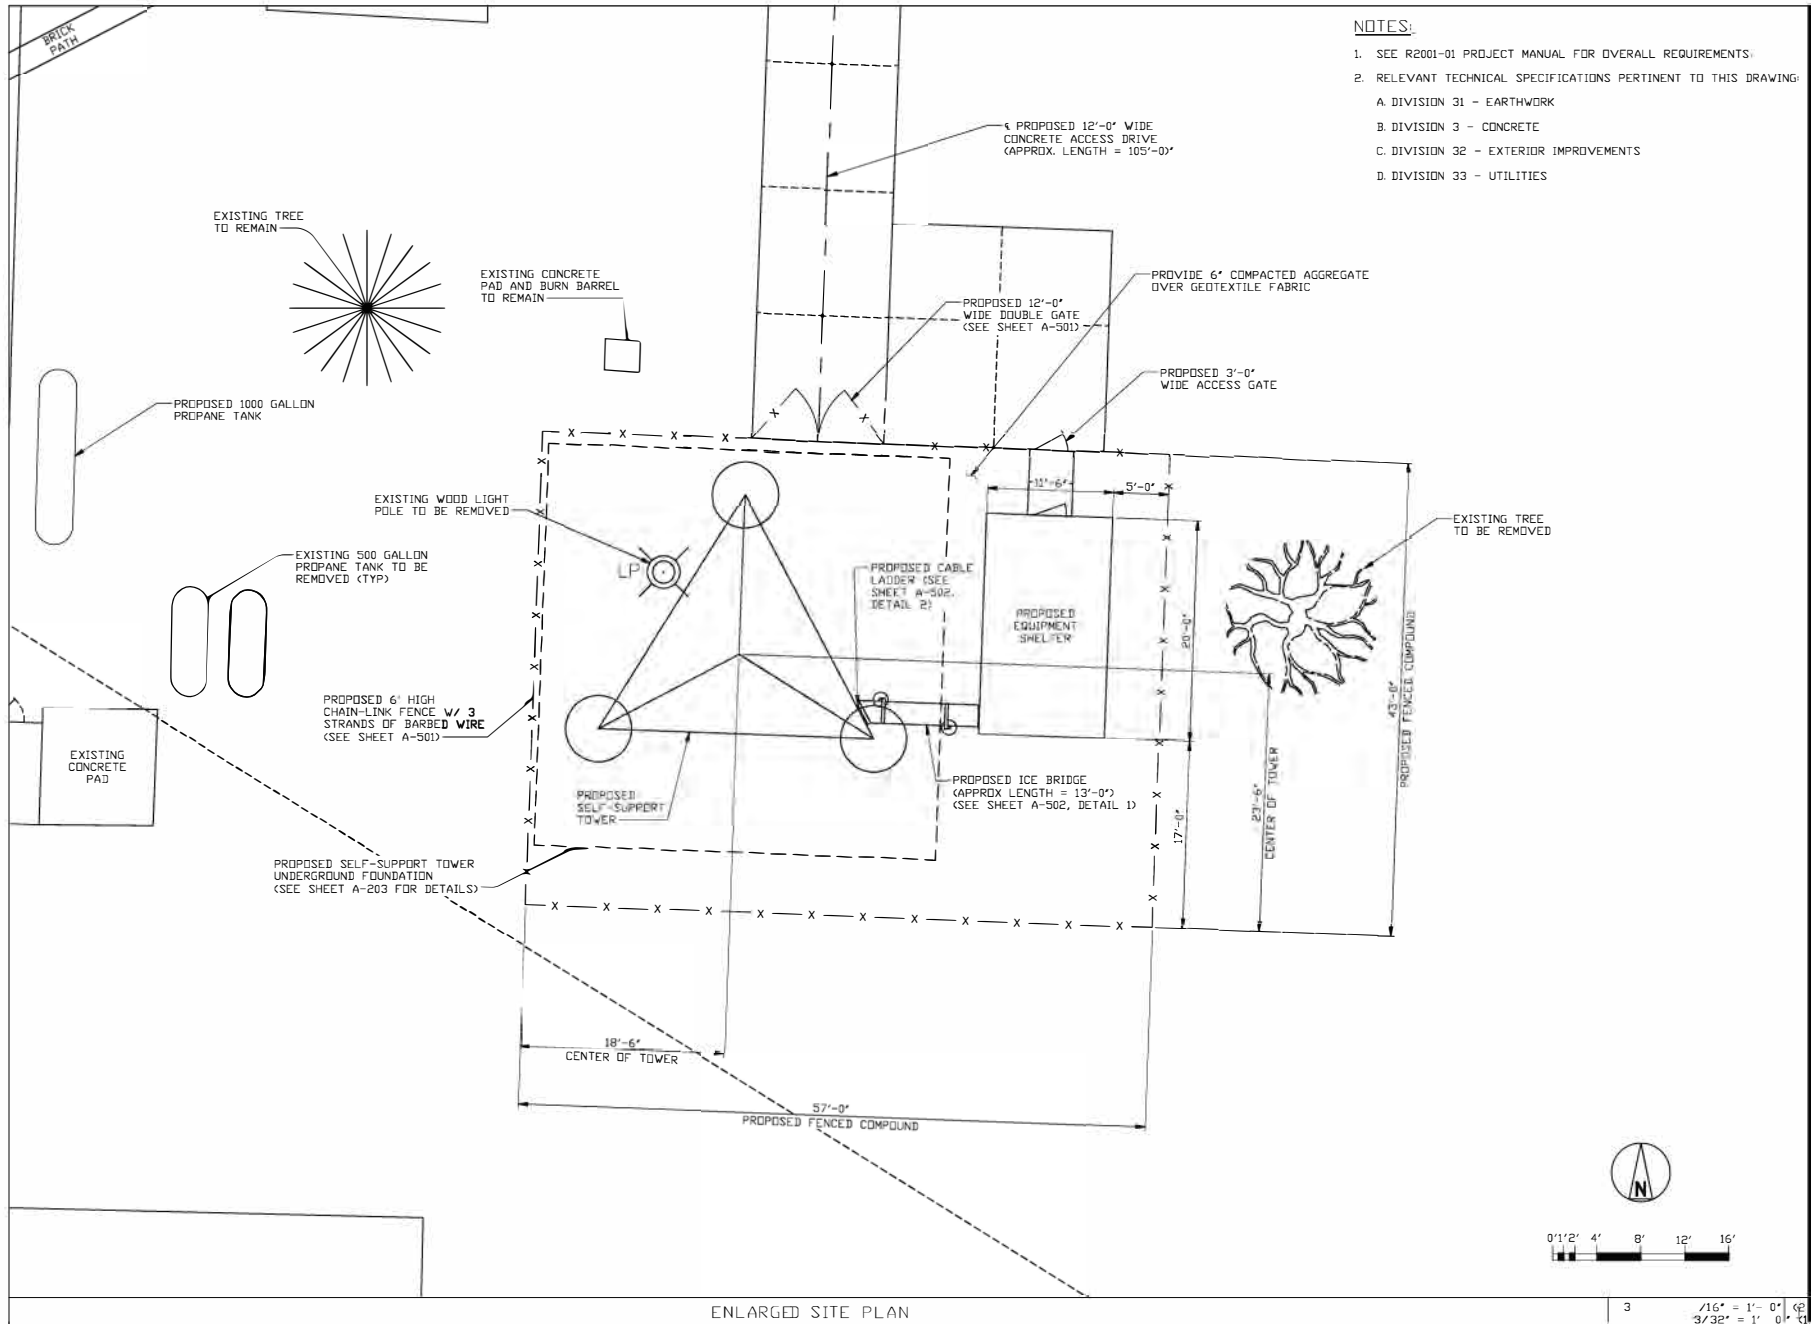 BRICK
PATH
NOTES:
1. SEE R2001-01 PROJECT MANUAL FOR OVERALL REQUIREMENTS.
2. RELEVANT TECHNICAL SPECIFICATIONS PERTINENT TO THIS DRAWING:
A. DIVISION 31 - EARTHWORK
B. DIVISION 3 - CONCRETE
C. DIVISION 32 - EXTERIOR IMPROVEMENTS
D. DIVISION 33 - UTILITIES
℄ PROPOSED 12'-0" WIDE
CONCRETE ACCESS DRIVE
(APPROX. LENGTH = 105'-0)"
EXISTING TREE
TO REMAIN
EXISTING CONCRETE
PAD AND BURN BARREL
TO REMAIN
PROVIDE 6" COMPACTED AGGREGATE
OVER GEOTEXTILE FABRIC
PROPOSED 12'-0"
WIDE DOUBLE GATE
(SEE SHEET A-501)
PROPOSED 3'-0"
WIDE ACCESS GATE
PROPOSED 1000 GALLON
PROPANE TANK
EXISTING WOOD LIGHT
POLE TO BE REMOVED
11'-6"
5'-0"
EXISTING TREE
TO BE REMOVED
EXISTING 500 GALLON
PROPANE TANK TO BE
REMOVED (TYP)
LP
PROPOSED CABLE
LADDER (SEE
SHEET A-502,
DETAIL 2)
PROPOSED
EQUIPMENT
SHELTER
20'-0"
43'-0"
PROPOSED FENCED COMPOUND
PROPOSED 6' HIGH
CHAIN-LINK FENCE W/ 3
STRANDS OF BARBED WIRE
(SEE SHEET A-501)
EXISTING
CONCRETE
PAD
PROPOSED
SELF-SUPPORT
TOWER
PROPOSED ICE BRIDGE
(APPROX LENGTH = 13'-0")
(SEE SHEET A-502, DETAIL 1)
17'-0"
23'-6"
CENTER OF TOWER
PROPOSED SELF-SUPPORT TOWER
UNDERGROUND FOUNDATION
(SEE SHEET A-203 FOR DETAILS)
18'-6"
CENTER OF TOWER
57'-0"
PROPOSED FENCED COMPOUND
N
0'1'2' 4' 8' 12' 16'
ENLARGED SITE PLAN
3 /16" = 1'- 0"
3/32" = 1' 0"